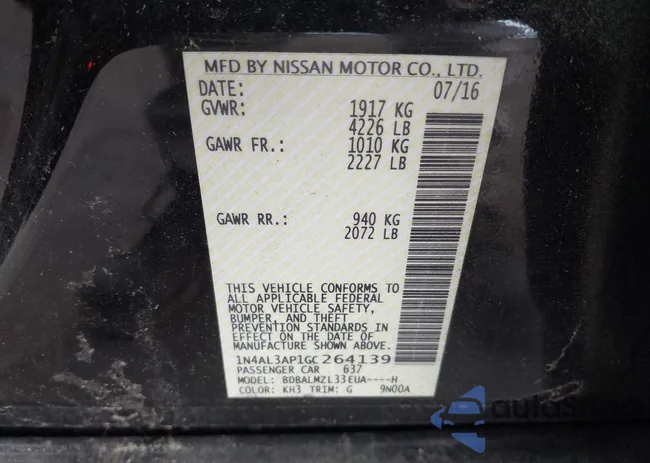 MFD BY NISSAN MOTOR CO., LTD.
DATE: 07/16
GVWR: 1917 KG
4226 LB
GAWR FR.: 1010 KG
2227 LB
GAWR RR.: 940 KG
2072 LB
THIS VEHICLE CONFORMS TO
ALL APPLICABLE FEDERAL
MOTOR VEHICLE SAFETY,
BUMPER, AND THEFT
PREVENTION STANDARDS IN
EFFECT ON THE DATE OF
MANUFACTURE SHOWN ABOVE.
1N4AL3AP1GC264139
PASSENGER CAR 637
MODEL: BDBALMZL33EUA----H
COLOR: KH3 TRIM: G 9N00A